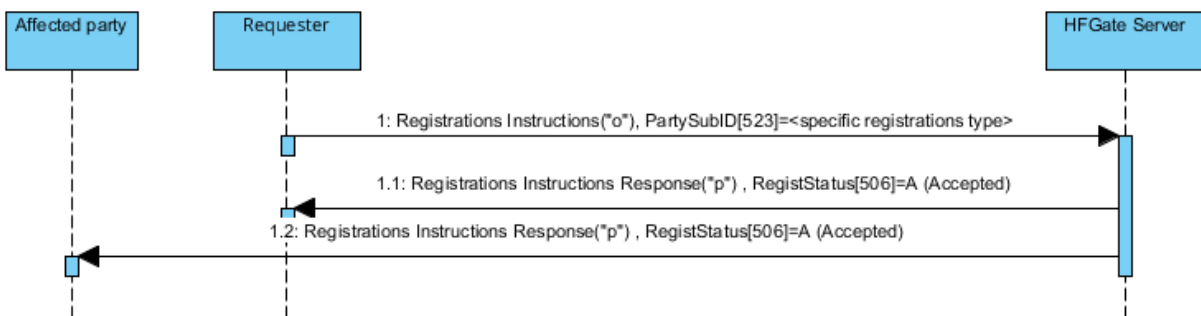 Affected party
Requester
HFGate Server
1: Registrations Instructions("o"), PartySubID[523]=<specific registrations type>
1.1: Registrations Instructions Response("p") , RegistStatus[506]=A (Accepted)
1.2: Registrations Instructions Response("p") , RegistStatus[506]=A (Accepted)